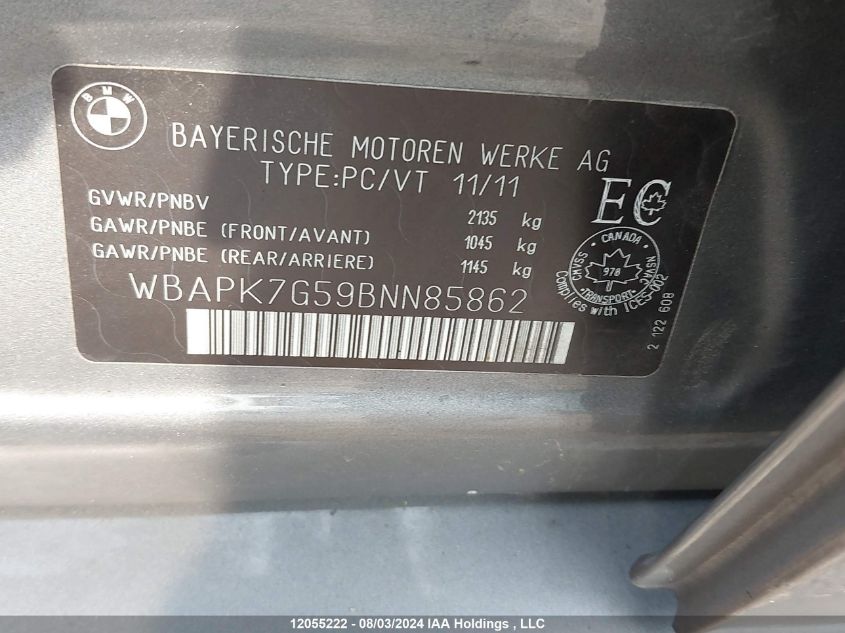 BMW
BAYERISCHE MOTOREN WERKE AG
TYPE:PC/VT 11/11
GVWR/PNBV 2135 kg
GAWR/PNBE (FRONT/AVANT) 1045 kg
GAWR/PNBE (REAR/ARRIERE) 1145 kg
WBAPK7G59BNN85862
EC
CANADA
CMVSS NSVAC
978
TRANSPORT
Complies with ICES-002
2 122 608
12055222 - 08/03/2024 IAA Holdings , LLC